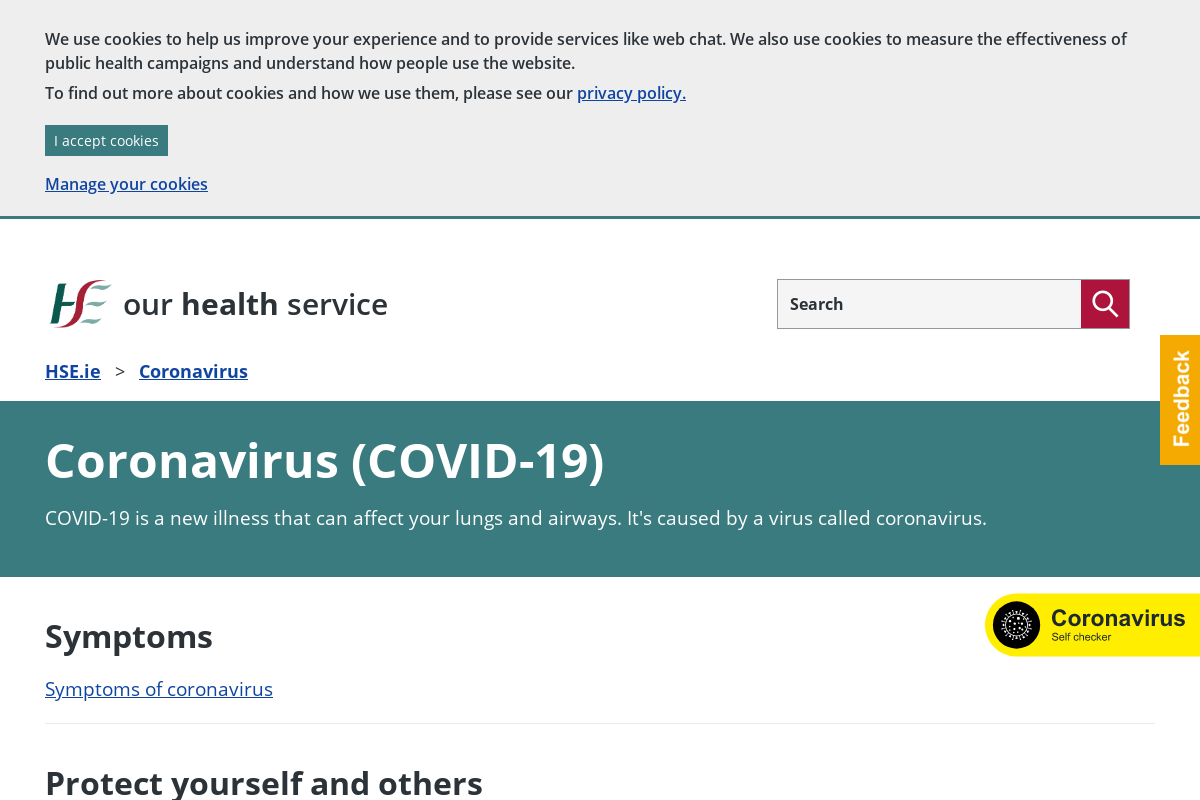 We use cookies to help us improve your experience and to provide services like web chat. We also use cookies to measure the effectiveness of
public health campaigns and understand how people use the website.
To find out more about cookies and how we use them, please see our privacy policy.
I accept cookies
Manage your cookies
HSE our health service
Search
HSE.ie > Coronavirus
Feedback
Coronavirus (COVID-19)
COVID-19 is a new illness that can affect your lungs and airways. It's caused by a virus called coronavirus.
Coronavirus
Self checker
Symptoms
Symptoms of coronavirus
Protect yourself and others